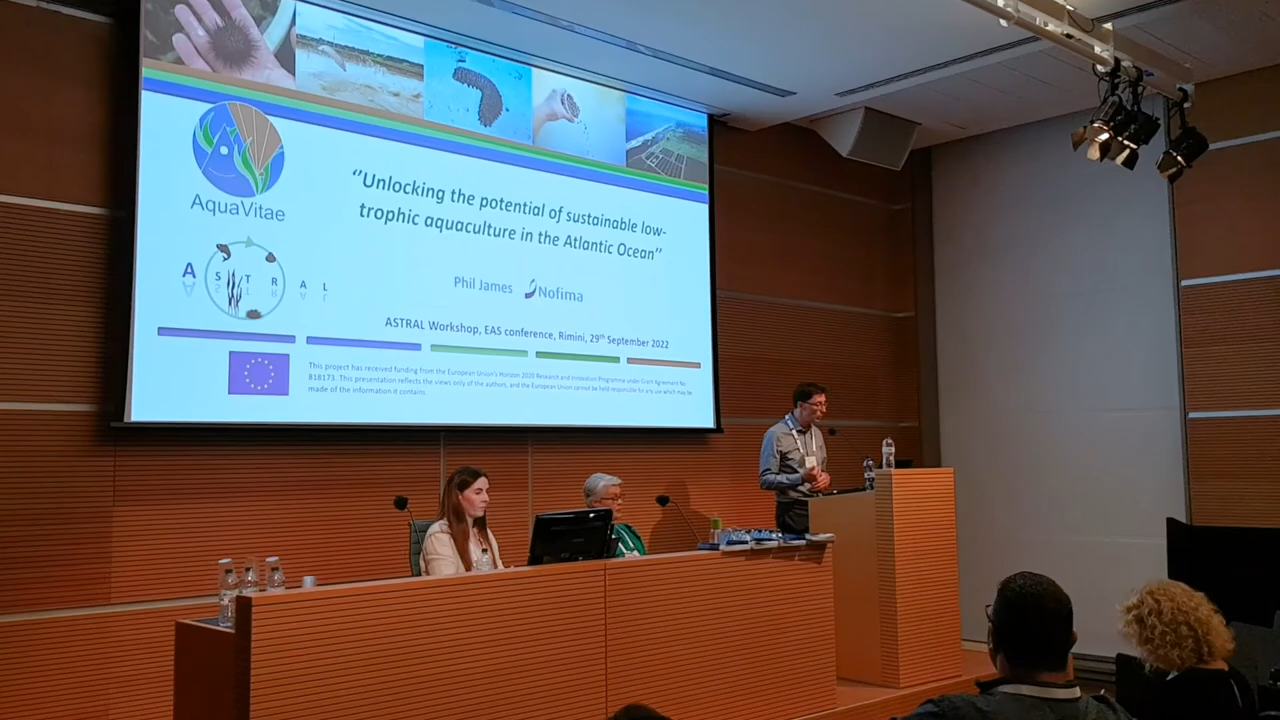 AquaVitae
‘’Unlocking the potential of sustainable low-
trophic aquaculture in the Atlantic Ocean’’
A S T R A L
Phil James Nofima
ASTRAL Workshop, EAS conference, Rimini, 29th September 2022
This project has received funding from the European Union's Horizon 2020 Research and Innovation Programme under Grant Agreement No
818173. This presentation reflects the views only of the authors, and the European Union cannot be held responsible for any use which may be
made of the information it contains.